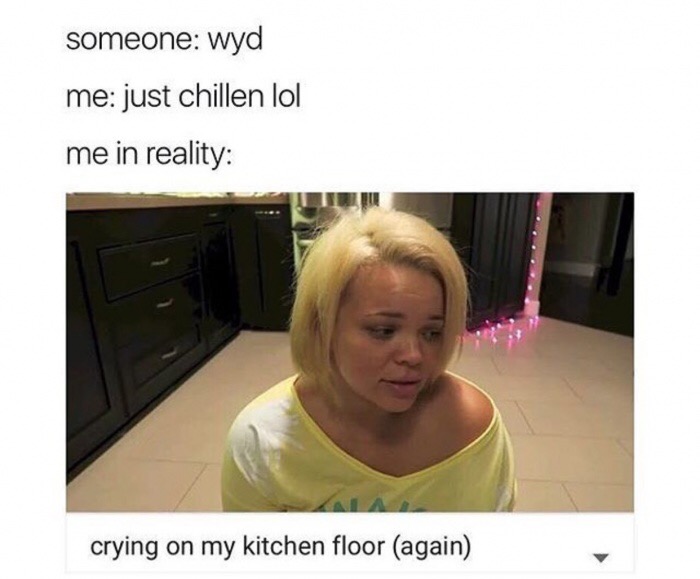 someone: wyd
me: just chillen lol
me in reality:
crying on my kitchen floor (again)